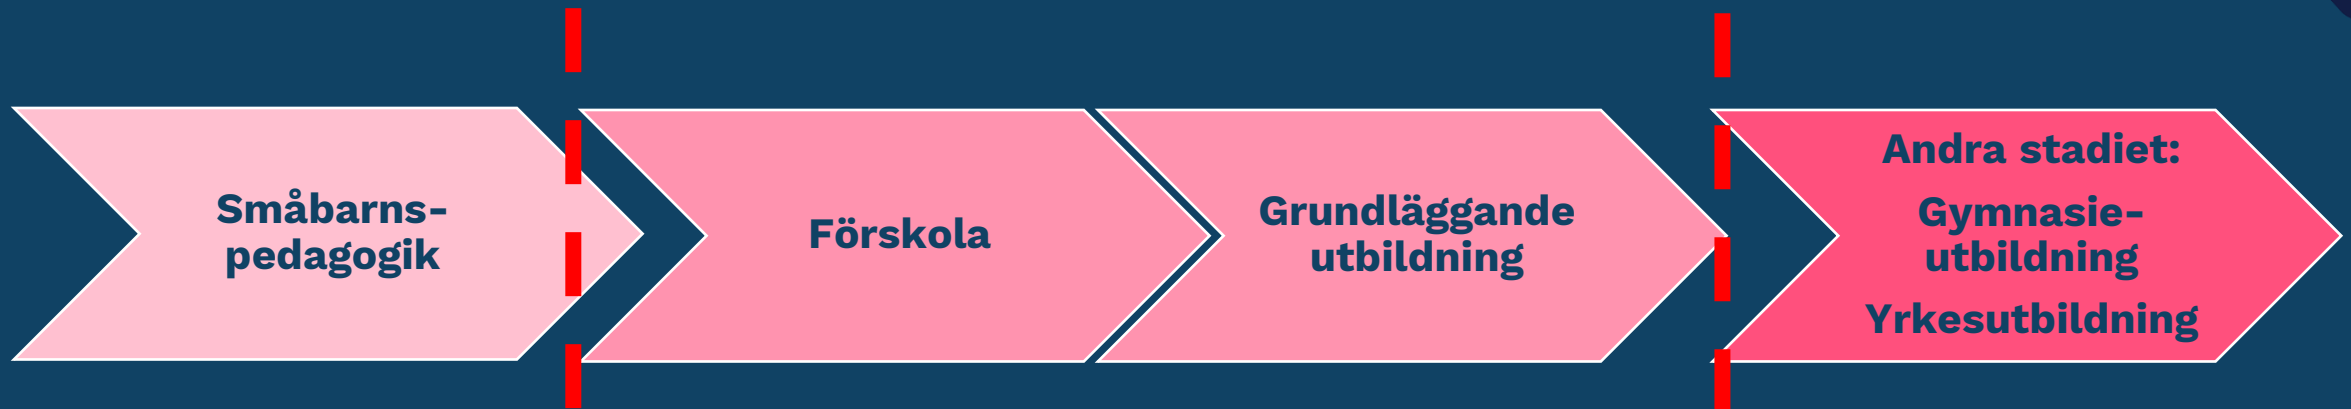 Småbarns-
pedagogik
Förskola
Grundläggande
utbildning
Andra stadiet:
Gymnasie-
utbildning
Yrkesutbildning